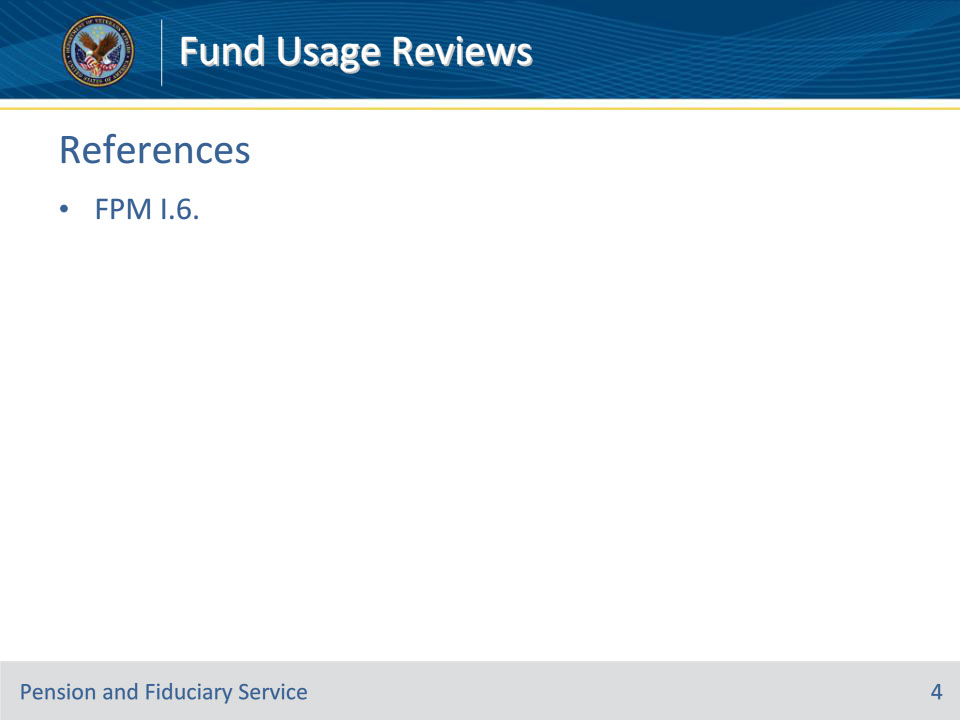 Fund Usage Reviews
References
• FPM I.6.
Pension and Fiduciary Service
4